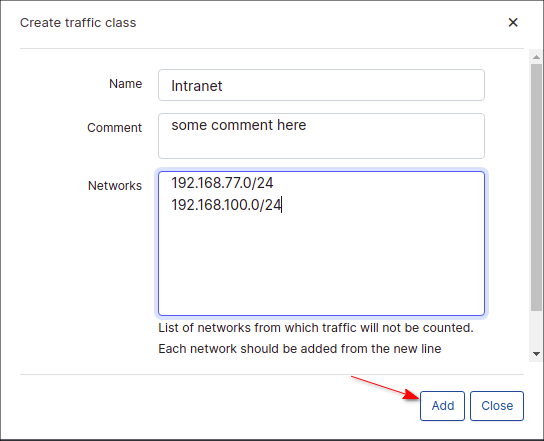 Create traffic class
Name
Intranet
Comment
some comment here
Networks
192.168.77.0/24
192.168.100.0/24
List of networks from which traffic will not be counted.
Each network should be added from the new line
Add
Close